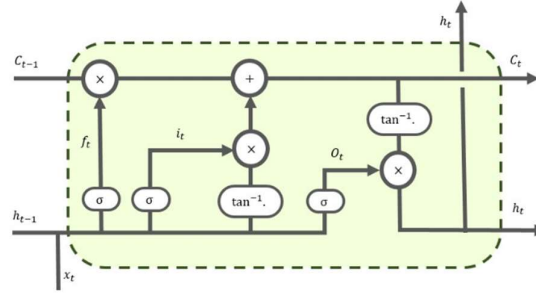 h_t
C_{t-1}
×
+
C_t
tan⁻¹.
f_t
i_t
×
O_t
×
σ
σ
tan⁻¹.
σ
h_{t-1}
h_t
x_t